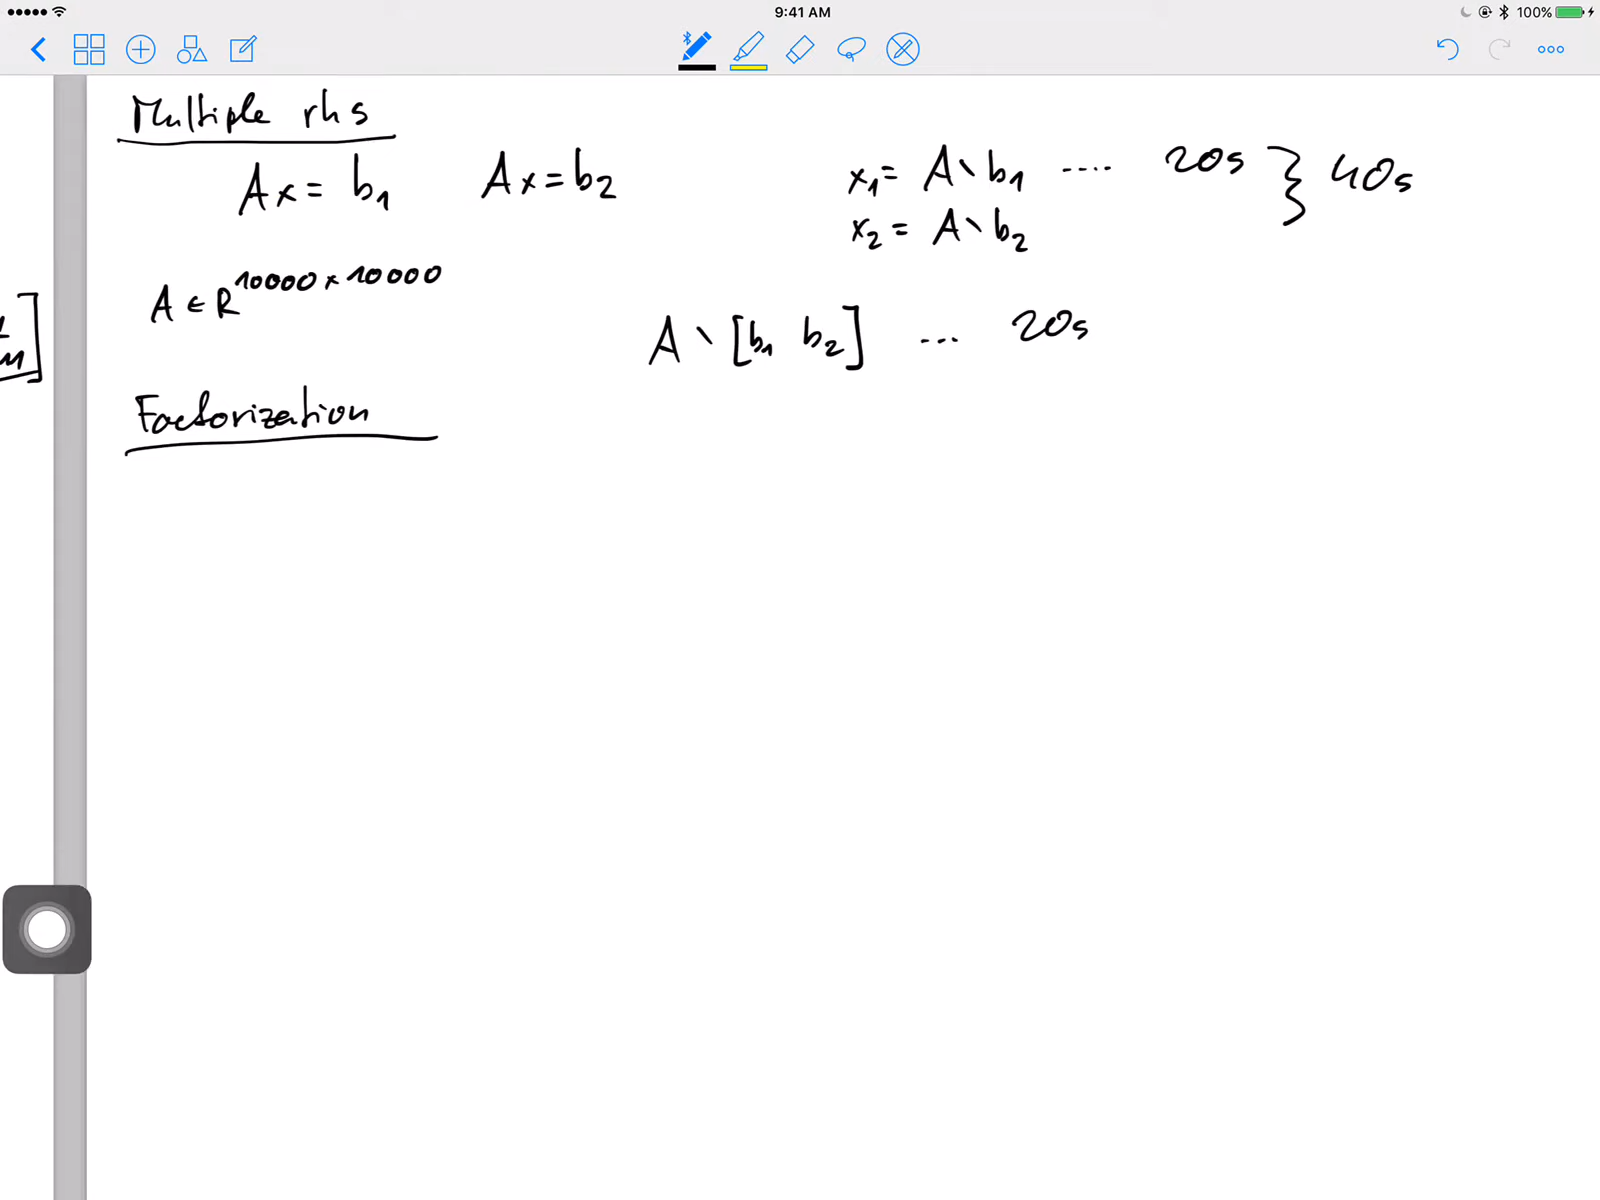 9:41 AM
100%
Multiple rhs
Ax = b₁ Ax = b₂
x₁ = A\b₁ .... 20s } 40s
x₂ = A\b₂
A ∈ R^10000 × 10000
A \ [b₁ b₂] ... 20s
Factorization